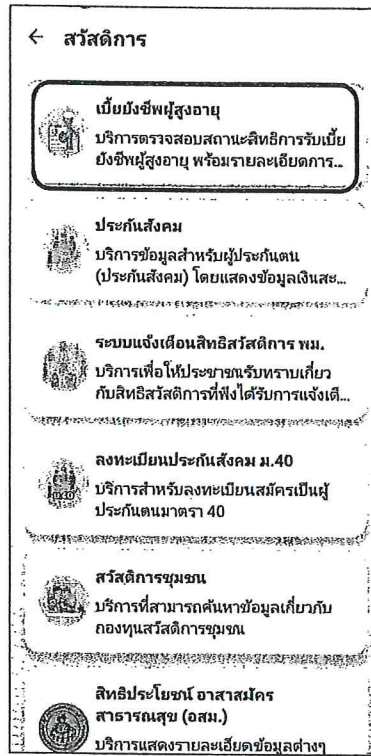 ← สวัสดิการ
เบี้ยยังชีพผู้สูงอายุ
บริการตรวจสอบสถานะสิทธิการรับเบี้ย
ยังชีพผู้สูงอายุ พร้อมรายละเอียดการ...
ประกันสังคม
บริการข้อมูลสำหรับผู้ประกันตน
(ประกันสังคม) โดยแสดงข้อมูลเงินสะ...
ระบบแจ้งเตือนสิทธิสวัสดิการ พม.
บริการเพื่อให้ประชาชนรับทราบเกี่ยว
กับสิทธิสวัสดิการที่พึงได้รับการแจ้งเตื...
ลงทะเบียนประกันสังคม ม.40
บริการสำหรับลงทะเบียนสมัครเป็นผู้
ประกันตนมาตรา 40
สวัสดิการชุมชน
บริการที่สามารถค้นหาข้อมูลเกี่ยวกับ
กองทุนสวัสดิการชุมชน
สิทธิประโยชน์ อาสาสมัคร
สาธารณสุข (อสม.)
บริการแสดงรายละเอียดข้อมูลต่างๆ